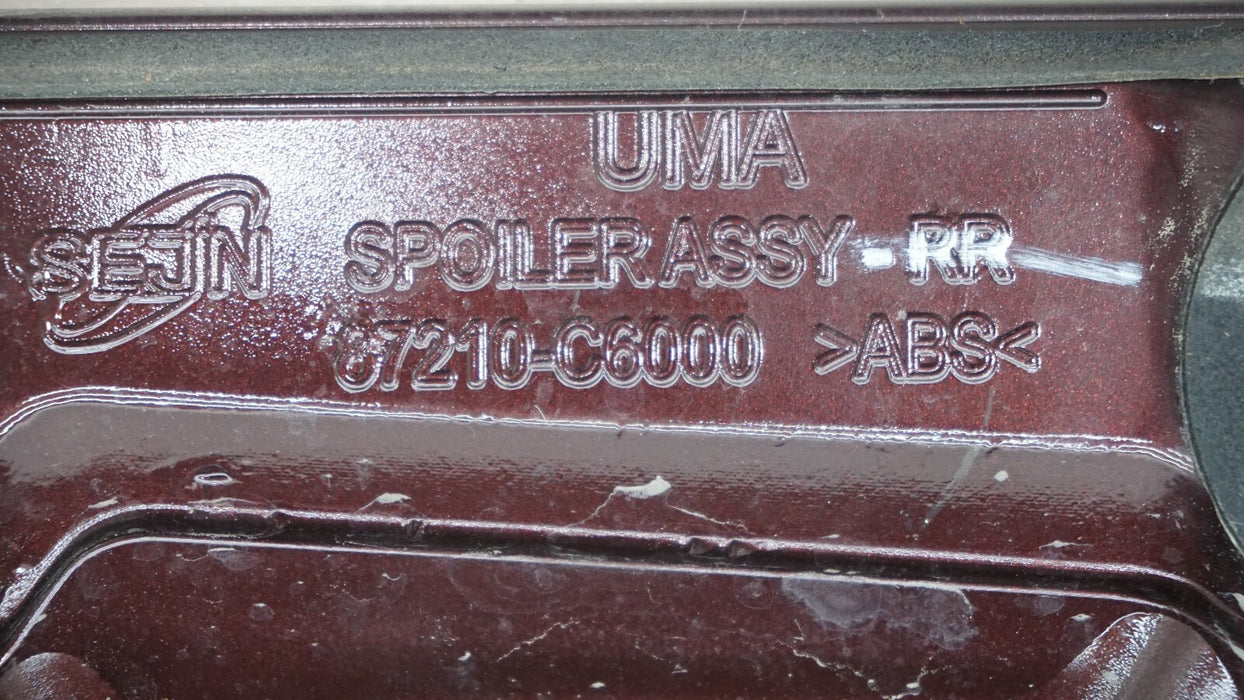 UMA
SEJIN SPOILER ASSY - RR
87210-C6000 >ABS<